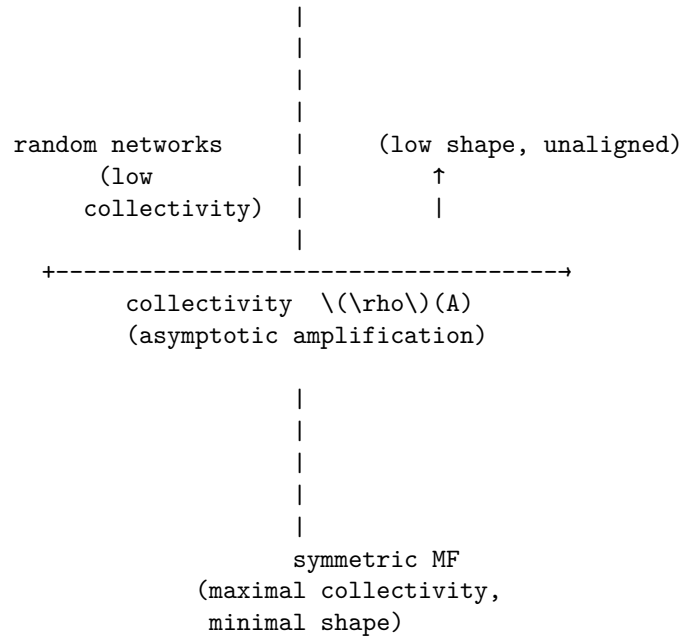 |
|
|
|
random networks | (low shape, unaligned)
(low | ↑
collectivity) | |
|
+------------------------------------→
collectivity \(\rho\)(A)
(asymptotic amplification)
|
|
|
|
|
symmetric MF
(maximal collectivity,
minimal shape)